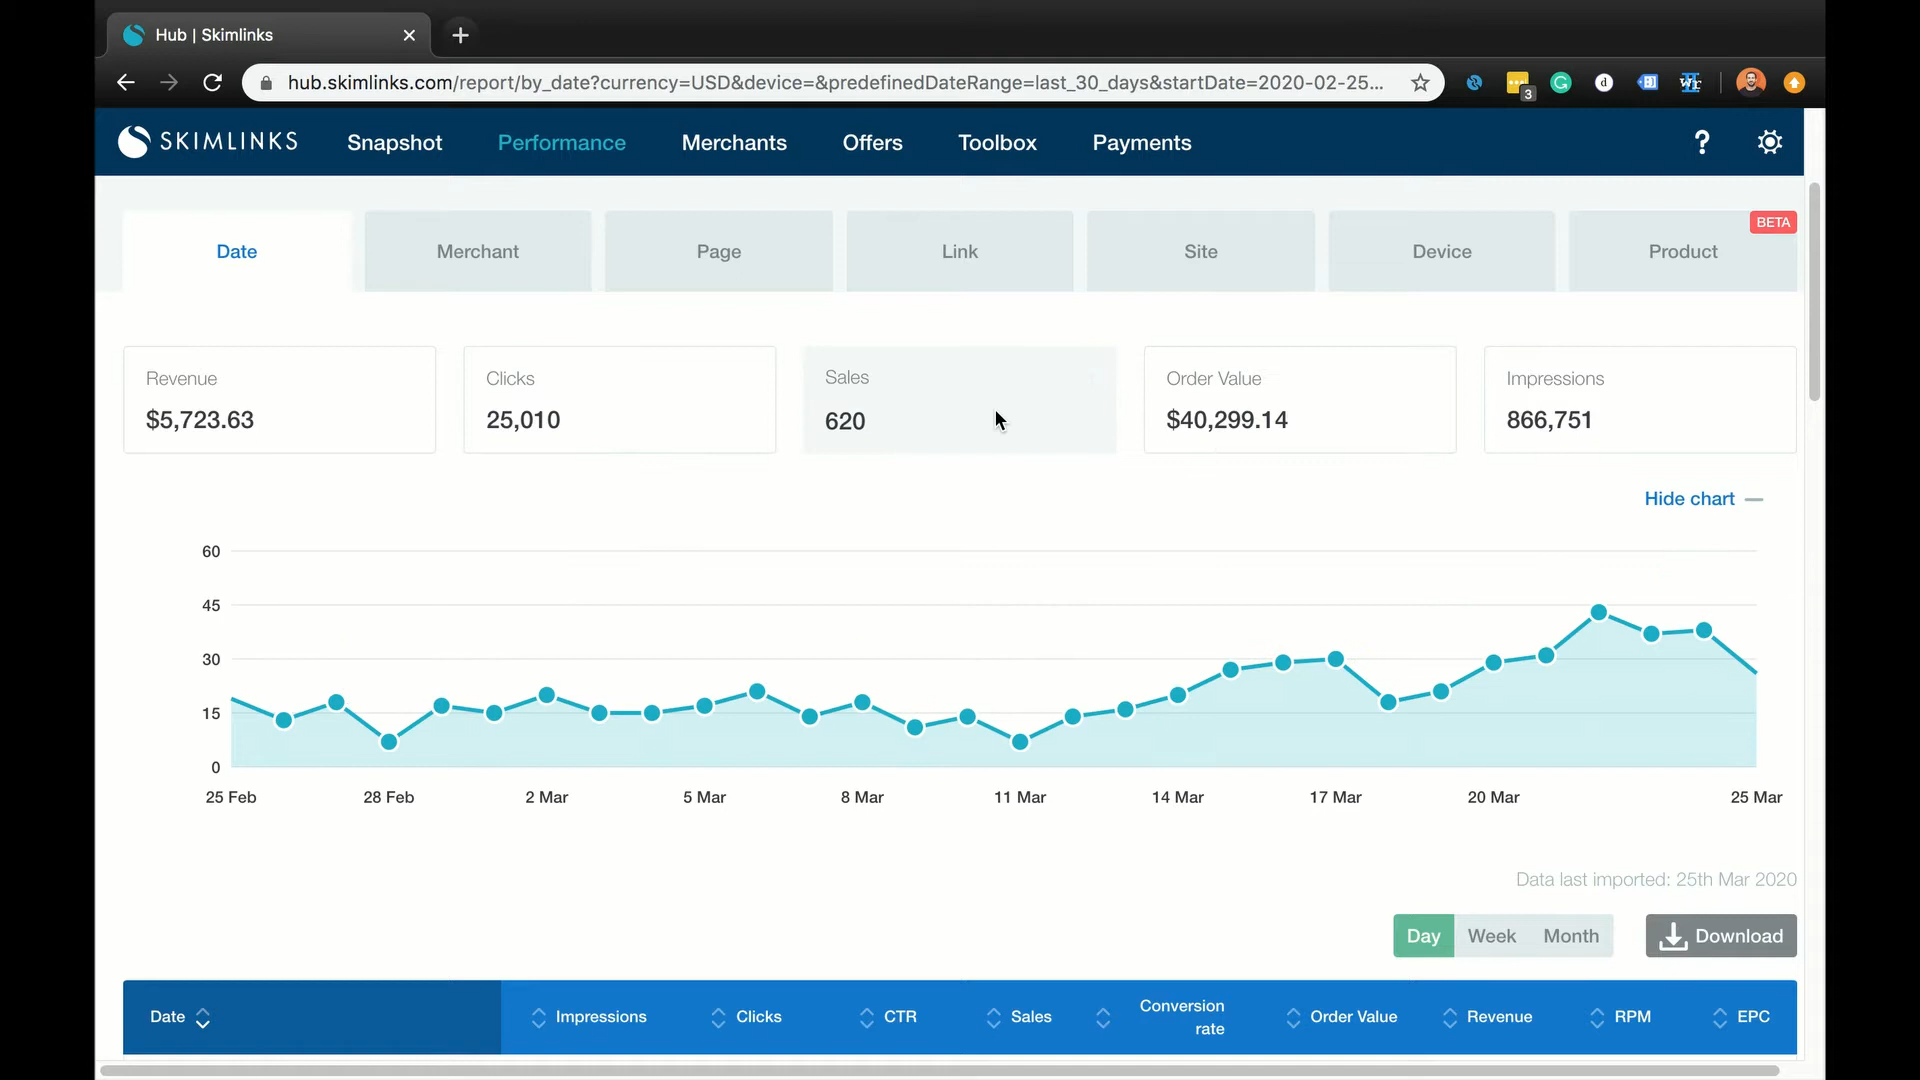 Hub | Skimlinks
hub.skimlinks.com/report/by_date?currency=USD&device=&predefinedDateRange=last_30_days&startDate=2020-02-25...
3
d
SKIMLINKS Snapshot Performance Merchants Offers Toolbox Payments ?
BETA
Date Merchant Page Link Site Device Product
Revenue Clicks Sales Order Value Impressions
$5,723.63 25,010 620 $40,299.14 866,751
Hide chart
60
45
30
15
0
25 Feb 28 Feb 2 Mar 5 Mar 8 Mar 11 Mar 14 Mar 17 Mar 20 Mar 25 Mar
Data last imported: 25th Mar 2020
Day Week Month Download
Date Impressions Clicks CTR Sales Conversion rate Order Value Revenue RPM EPC